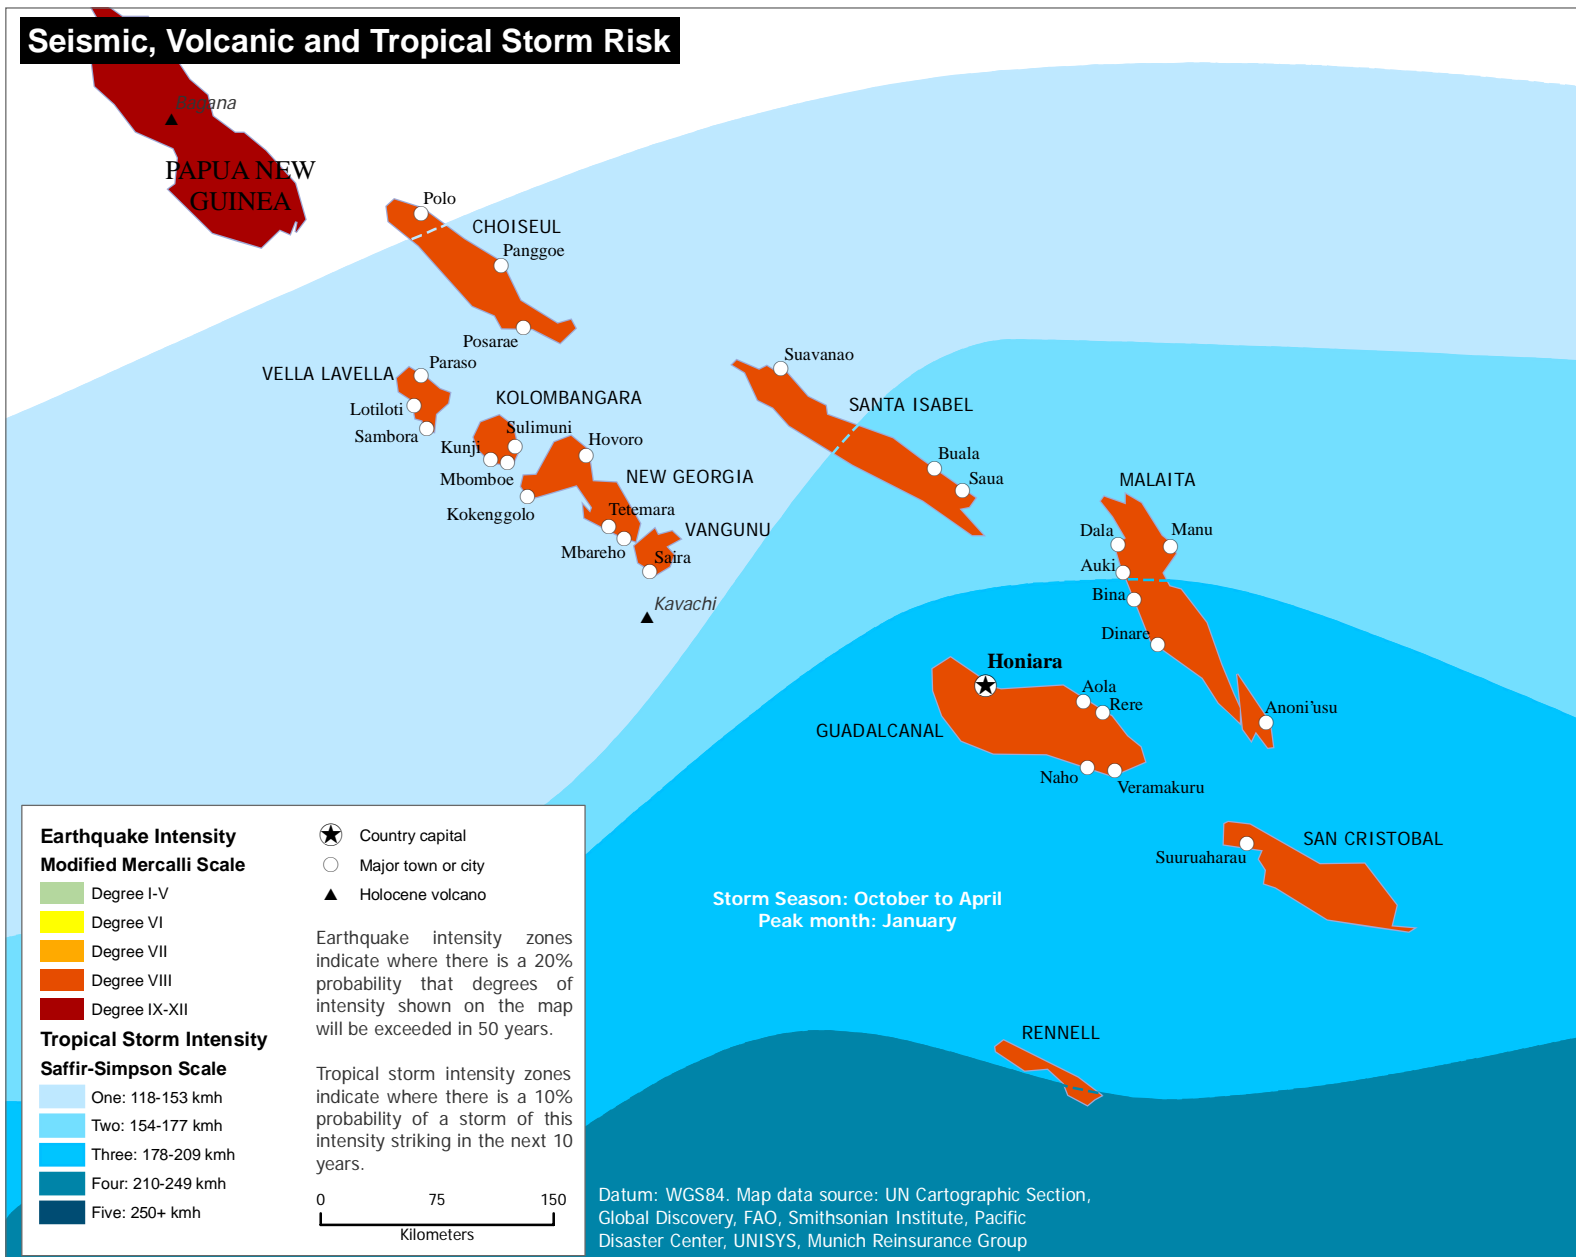 Seismic, Volcanic and Tropical Storm Risk
Bagana
PAPUA NEW
GUINEA
Polo
CHOISEUL
Panggoe
Posarae
VELLA LAVELLA
Paraso
Lotiloti
Sambora
KOLOMBANGARA
Sulimuni
Kunji
Mbomboe
Hovoro
NEW GEORGIA
Kokenggolo
Tetemara
VANGUNU
Mbareho
Saira
Kavachi
Suavanao
SANTA ISABEL
Buala
Saua
MALAITA
Dala
Manu
Auki
Bina
Dinare
Honiara
Aola
Rere
Anoni'usu
GUADALCANAL
Naho
Veramakuru
SAN CRISTOBAL
Suuruaharau
Storm Season: October to April
Peak month: January
RENNELL
Earthquake Intensity
Modified Mercalli Scale
Degree I-V
Degree VI
Degree VII
Degree VIII
Degree IX-XII
Tropical Storm Intensity
Saffir-Simpson Scale
One: 118-153 kmh
Two: 154-177 kmh
Three: 178-209 kmh
Four: 210-249 kmh
Five: 250+ kmh
Country capital
Major town or city
Holocene volcano
Earthquake intensity zones
indicate where there is a 20%
probability that degrees of
intensity shown on the map
will be exceeded in 50 years.
Tropical storm intensity zones
indicate where there is a 10%
probability of a storm of this
intensity striking in the next 10
years.
0 75 150
Kilometers
Datum: WGS84. Map data source: UN Cartographic Section,
Global Discovery, FAO, Smithsonian Institute, Pacific
Disaster Center, UNISYS, Munich Reinsurance Group